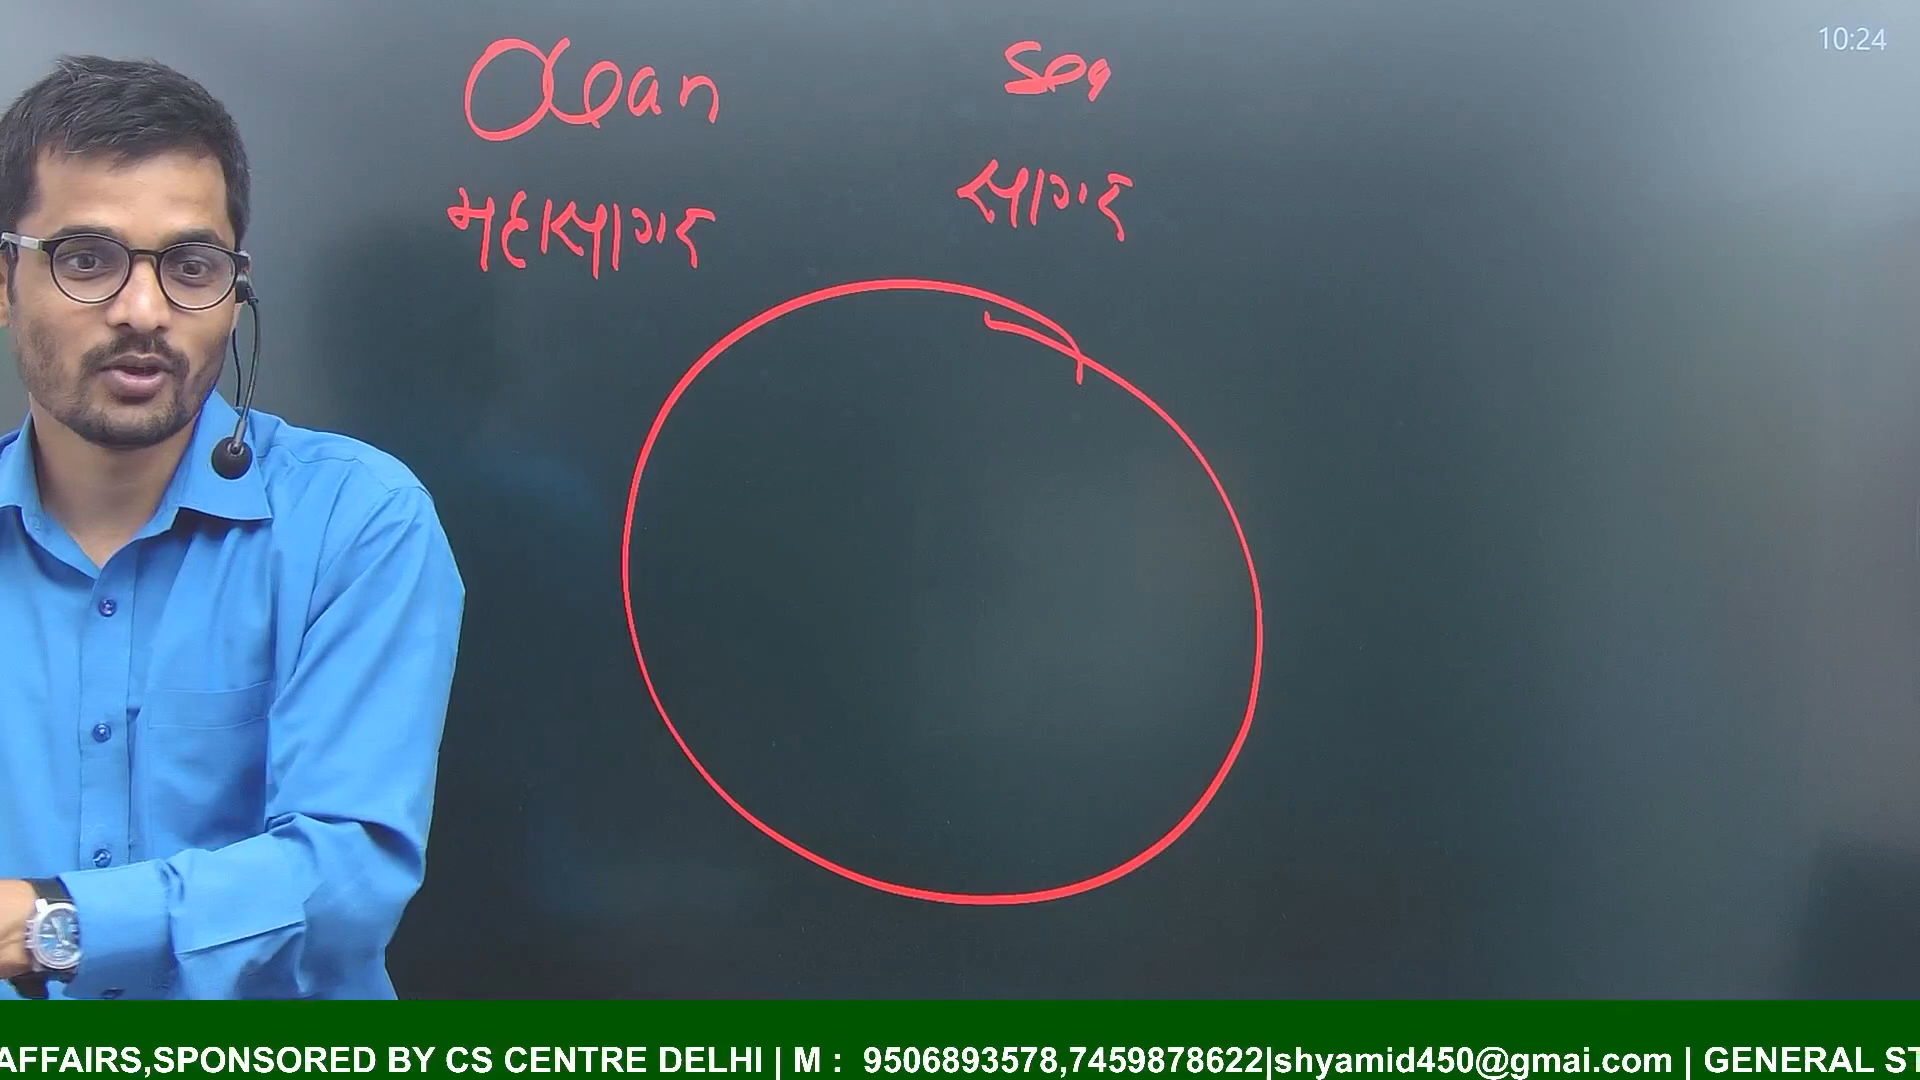 10:24
Ocean Sea
महासागर सागर
AFFAIRS,SPONSORED BY CS CENTRE DELHI | M : 9506893578,7459878622|shyamid450@gmai.com | GENERAL ST